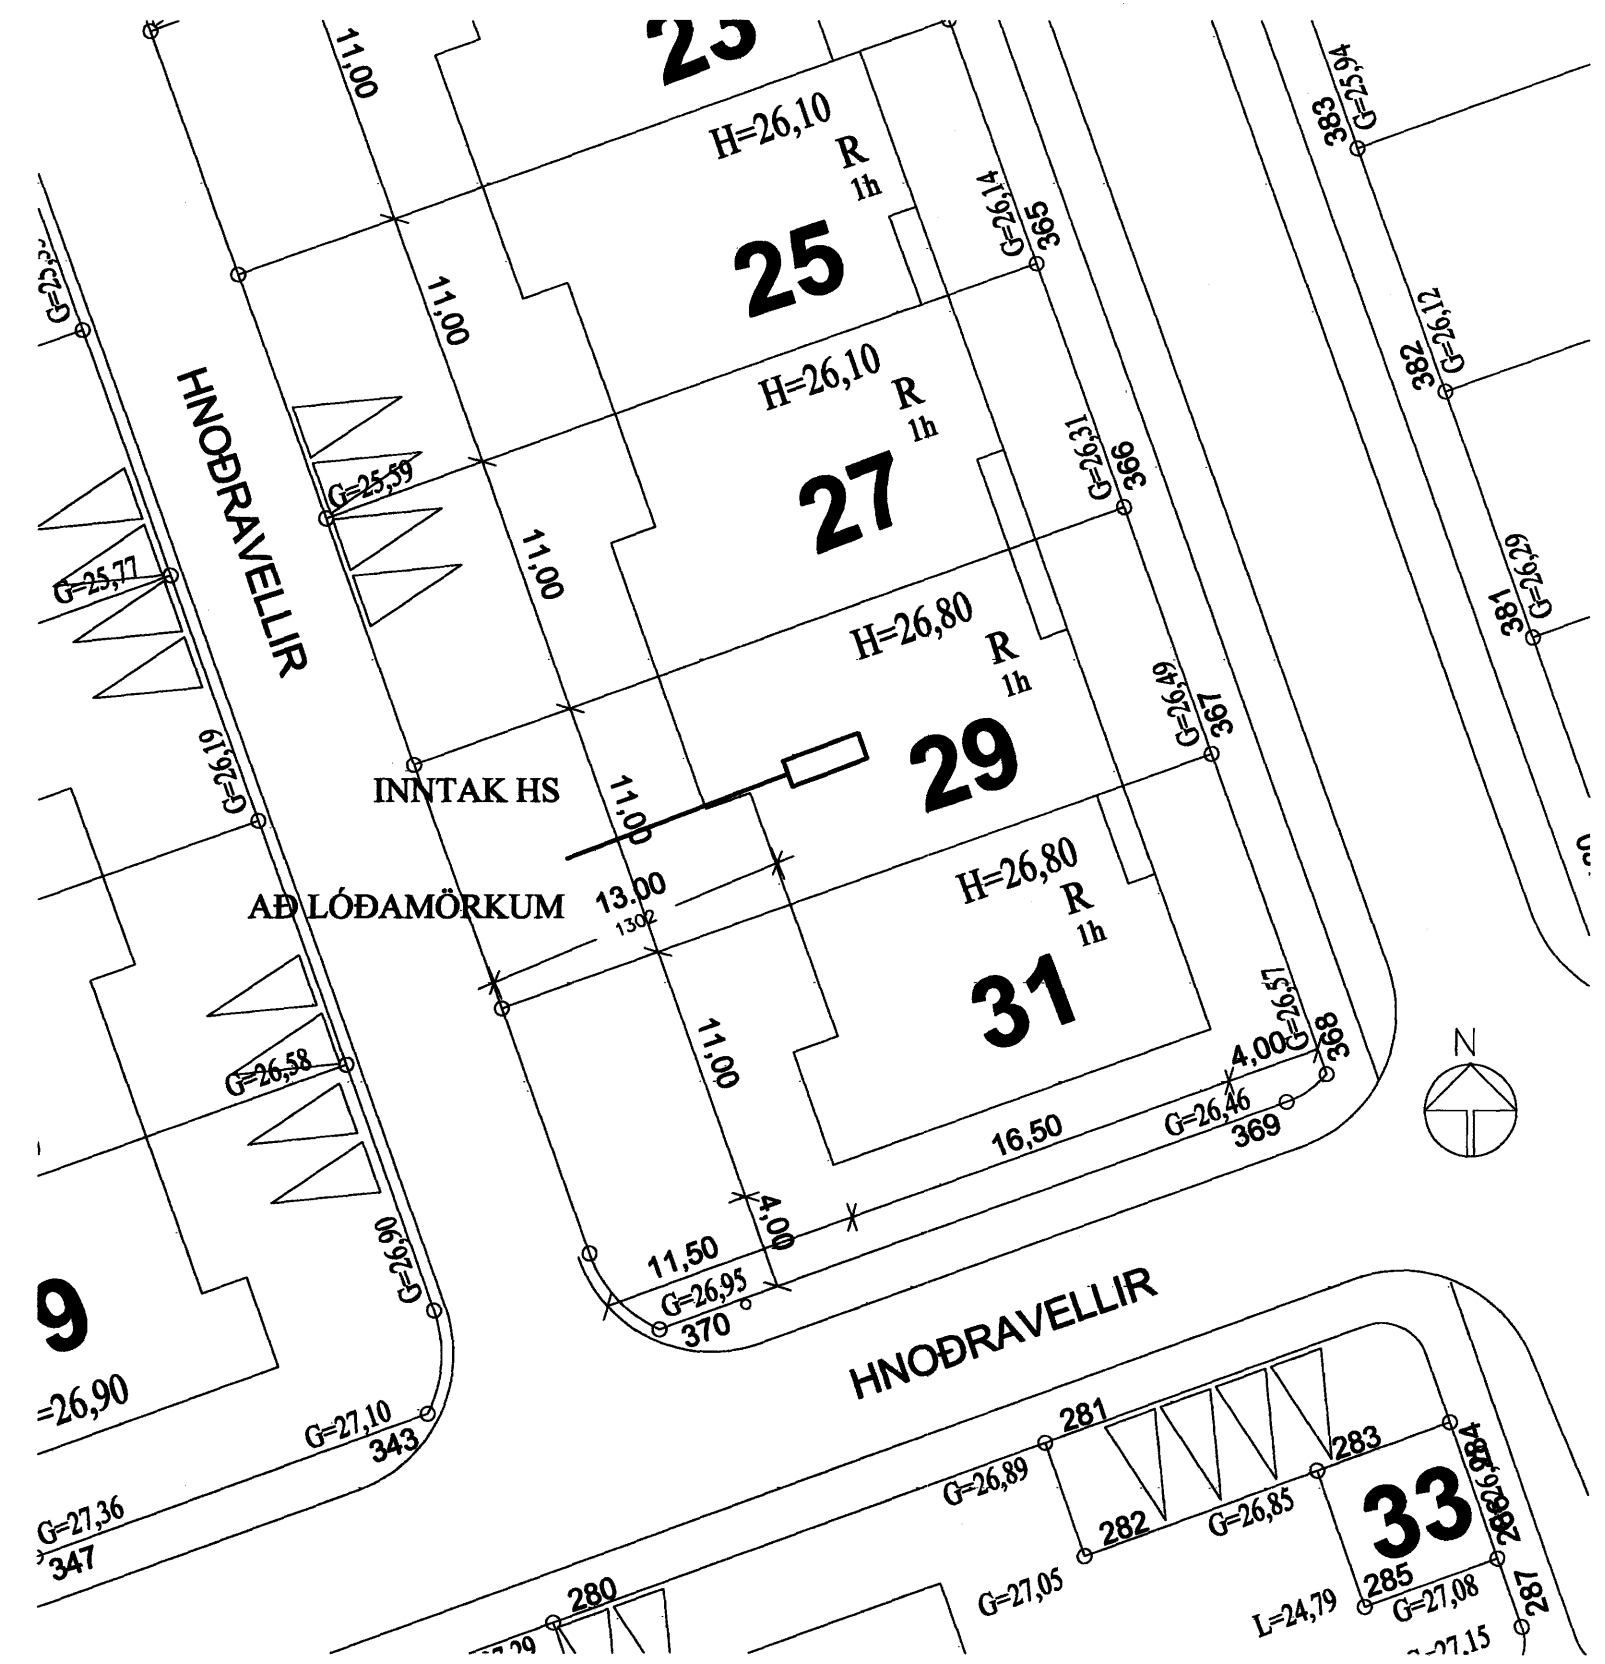 23
11,00
G=25,94
383
H=26,10
R
1h
G=26,14
365
25
11,00
G=26,12
382
H=26,10
R
1h
HNOÐRAVELLIR
G=25,59
G=26,31
366
27
G=25,77
11,00
G=26,29
381
H=26,80
R
1h
G=26,49
367
G=26,19
29
INNTAK HS
11,00
13.00
1302
AÐ LÓÐAMÖRKUM
H=26,80
R
1h
31
G=26,57
368
11,00
4,00
N
G=26,58
G=26,46
369
16,50
4,00
G=26,90
11,50
G=26,95
370
HNOÐRAVELLIR
9
=26,90
G=27,10
343
281
283
284
G=26,89
33
G=27,36
347
282
G=26,85
286
280
G=27,05
285
G=27,08
287
L=24,79